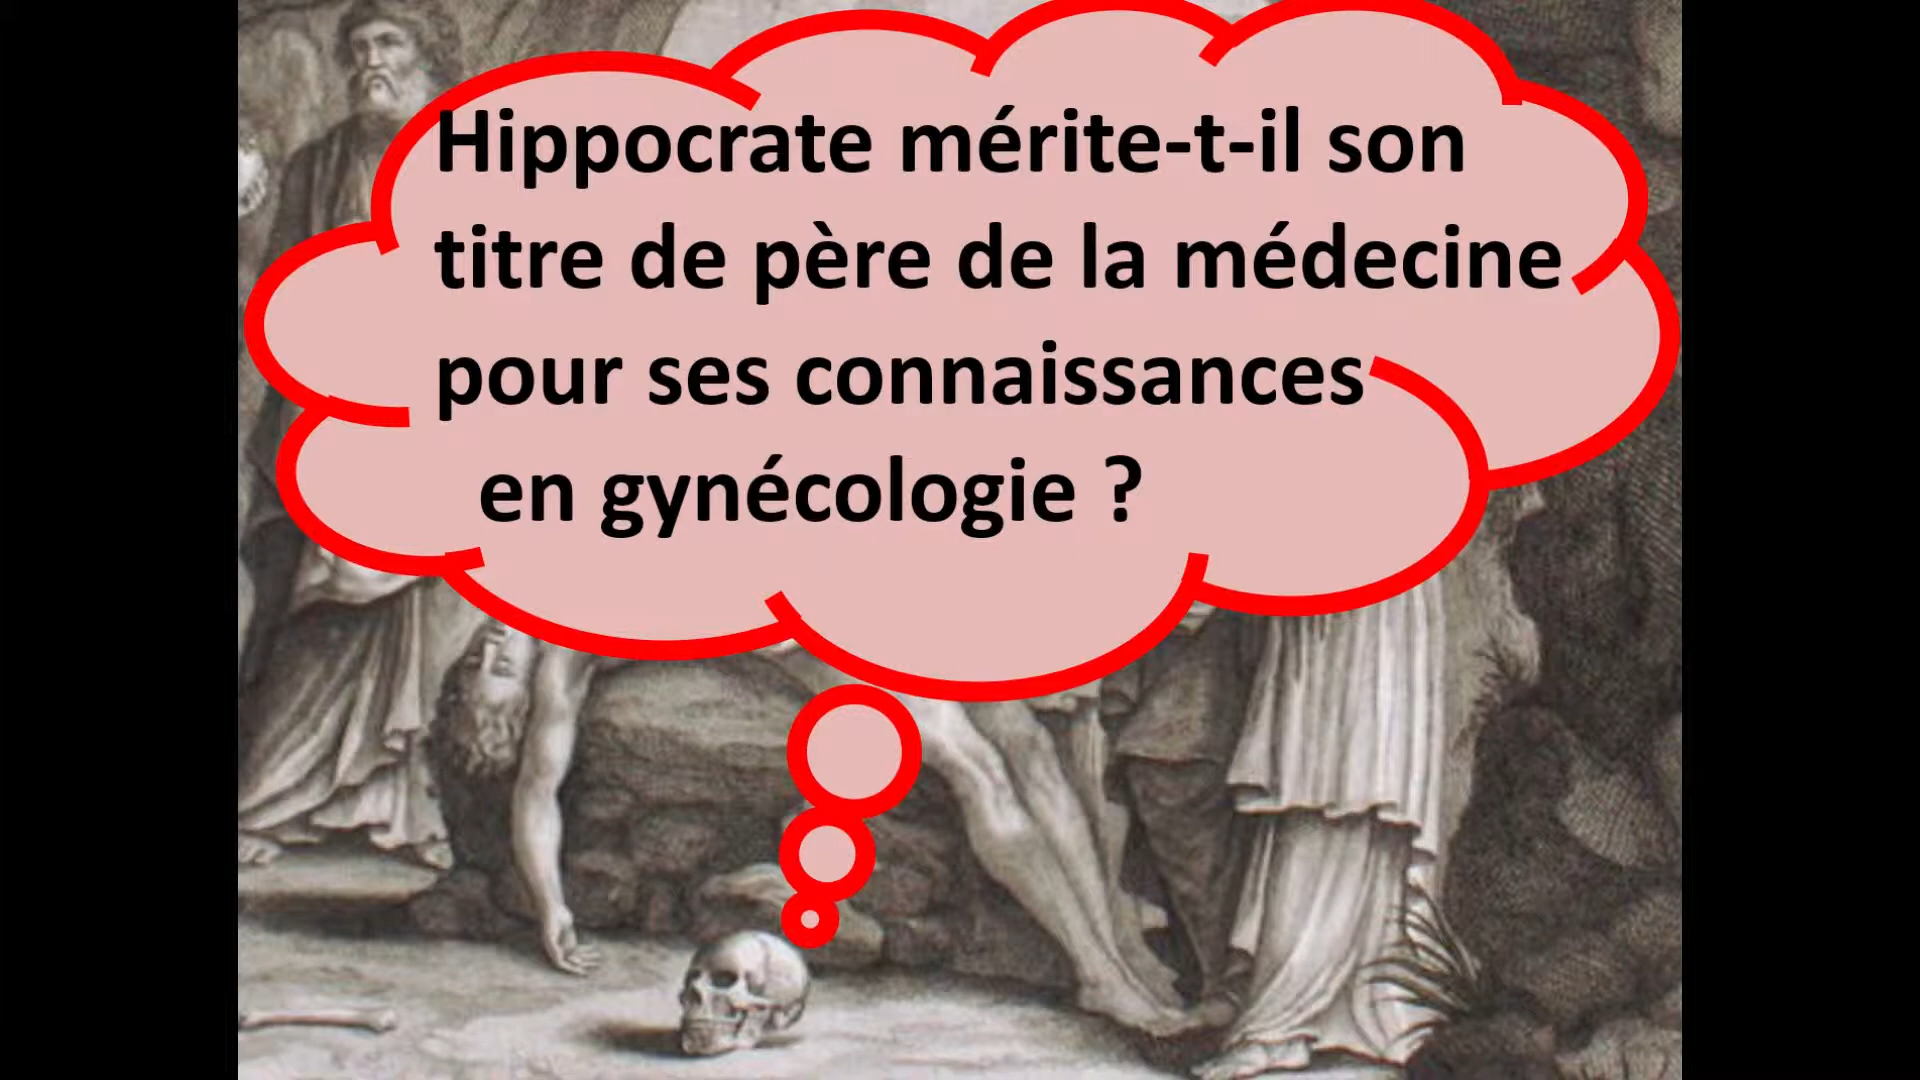 Hippocrate mérite-t-il son
titre de père de la médecine
pour ses connaissances
en gynécologie ?